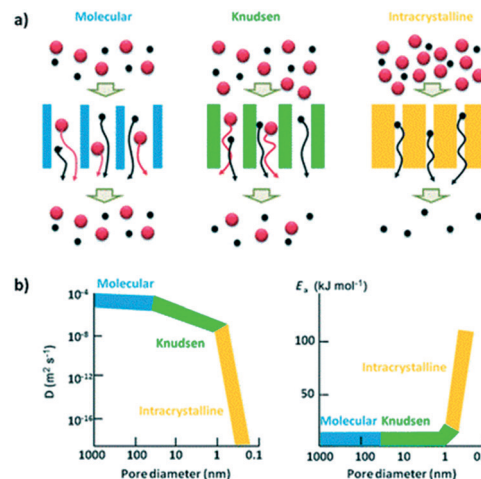 a)
Molecular
Knudsen
Intracrystalline
b)
Molecular
Knudsen
Intracrystalline
D (m² s⁻¹)
10⁻⁴
10⁻⁸
10⁻¹²
10⁻¹⁶
1000 100 10 1 0.1
Pore diameter (nm)
Eₐ (kJ mol⁻¹)
100
50
Intracrystalline
Molecular Knudsen
1000 100 10 1
Pore diameter (nm)